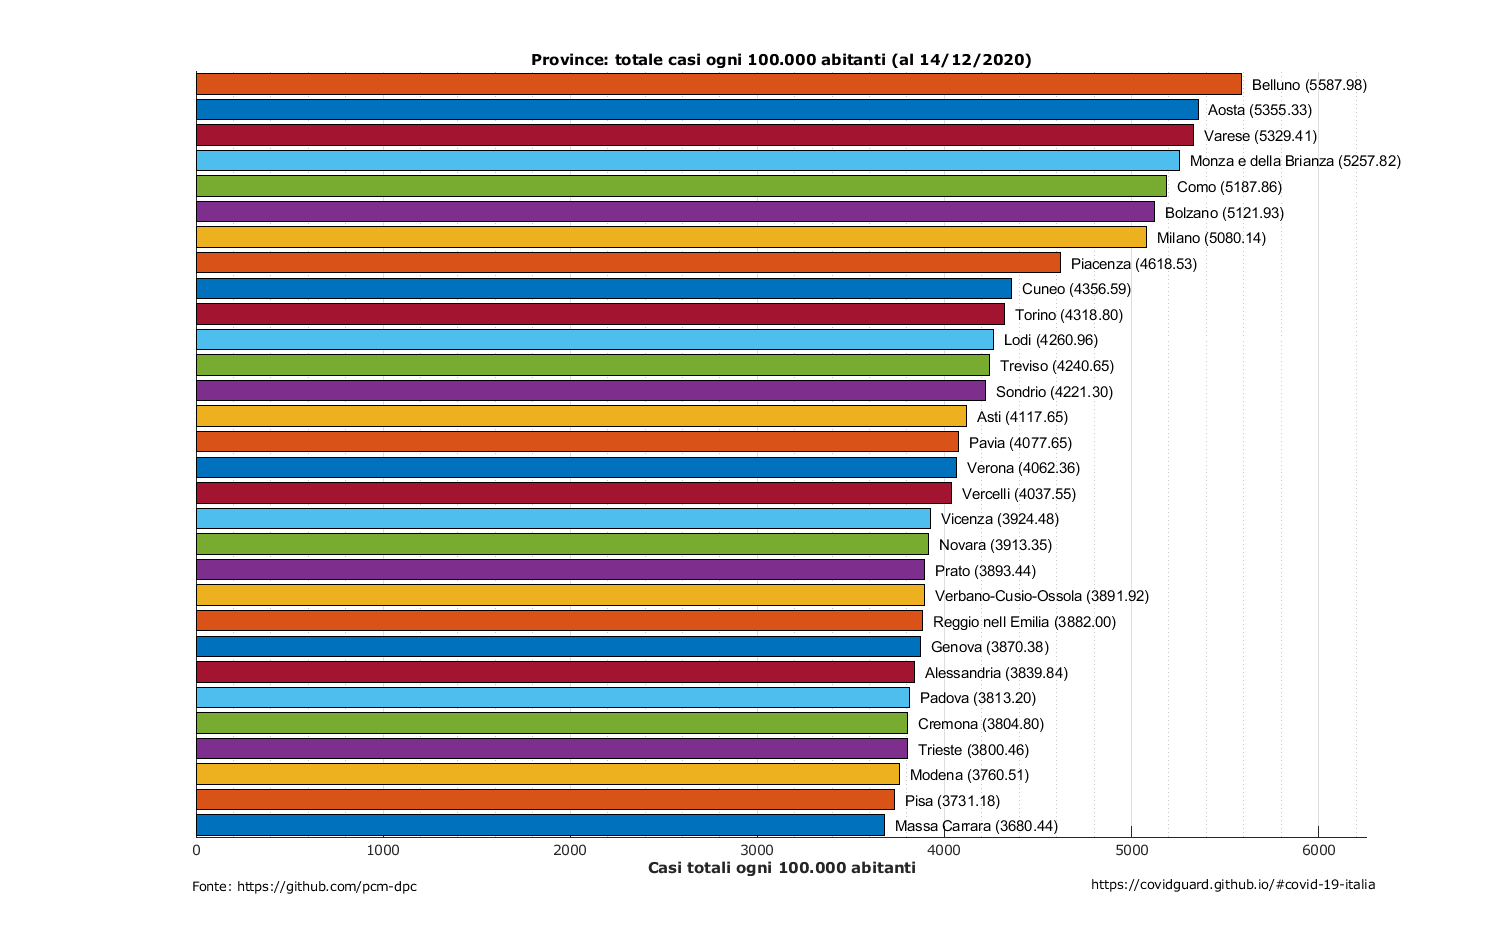 Province: totale casi ogni 100.000 abitanti (al 14/12/2020)
Belluno (5587.98)
Aosta (5355.33)
Varese (5329.41)
Monza e della Brianza (5257.82)
Como (5187.86)
Bolzano (5121.93)
Milano (5080.14)
Piacenza (4618.53)
Cuneo (4356.59)
Torino (4318.80)
Lodi (4260.96)
Treviso (4240.65)
Sondrio (4221.30)
Asti (4117.65)
Pavia (4077.65)
Verona (4062.36)
Vercelli (4037.55)
Vicenza (3924.48)
Novara (3913.35)
Prato (3893.44)
Verbano-Cusio-Ossola (3891.92)
Reggio nell Emilia (3882.00)
Genova (3870.38)
Alessandria (3839.84)
Padova (3813.20)
Cremona (3804.80)
Trieste (3800.46)
Modena (3760.51)
Pisa (3731.18)
Massa Carrara (3680.44)
0 1000 2000 3000 4000 5000 6000
Casi totali ogni 100.000 abitanti
Fonte: https://github.com/pcm-dpc
https://covidguard.github.io/#covid-19-italia